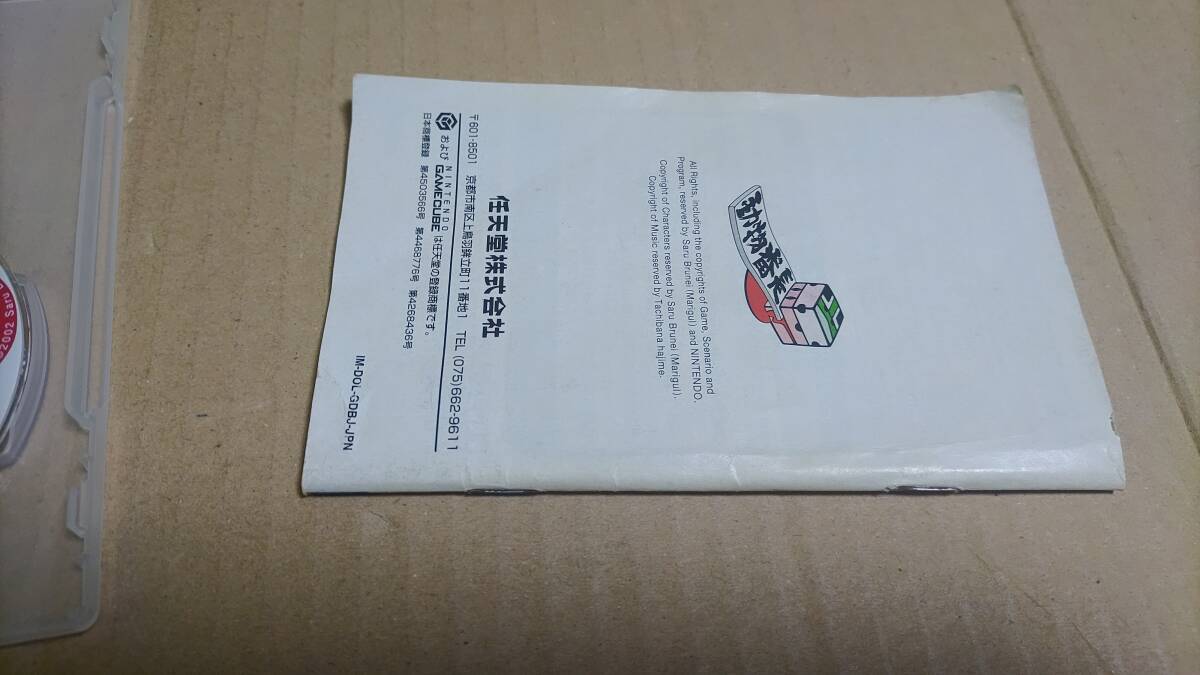 動物番長
All Rights, including the copyrights of Game, Scenario and
Program, reserved by Saru Brunei (Marigul) and NINTENDO.
Copyright of Characters reserved by Saru Brunei (Marigul).
Copyright of Music reserved by Tachibana hajime.
任天堂株式会社
〒601-8501 京都市南区上鳥羽鉾立町11番地1 TEL (075)662-9611
および NINTENDO GAMECUBE は任天堂の登録商標です。
日本商標登録 第4503566号 第4468776号 第4268436号
IM-DOL-GDBJ-JPN
2002 Saru